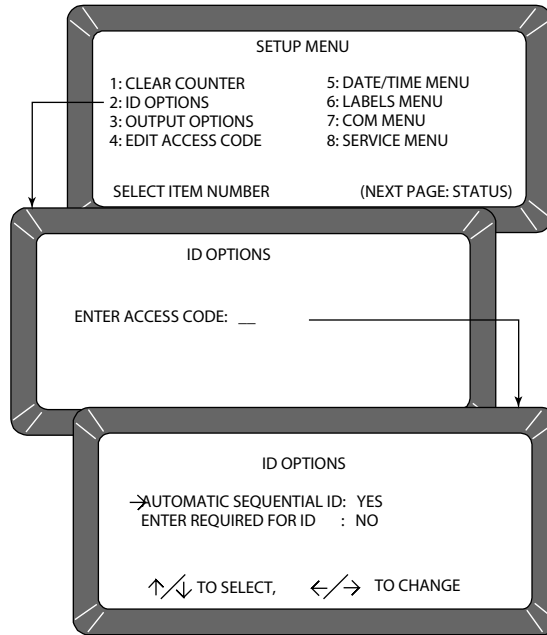 SETUP MENU
1: CLEAR COUNTER 5: DATE/TIME MENU
2: ID OPTIONS 6: LABELS MENU
3: OUTPUT OPTIONS 7: COM MENU
4: EDIT ACCESS CODE 8: SERVICE MENU
SELECT ITEM NUMBER (NEXT PAGE: STATUS)
ID OPTIONS
ENTER ACCESS CODE: __
ID OPTIONS
→AUTOMATIC SEQUENTIAL ID: YES
ENTER REQUIRED FOR ID : NO
↑/↓ TO SELECT, ←/→ TO CHANGE